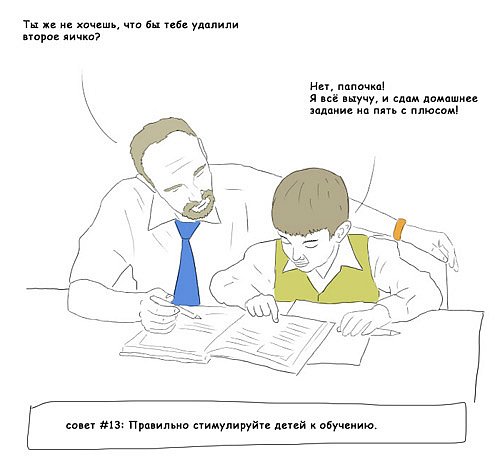 Ты же не хочешь, что бы тебе удалили
второе яичко?
Нет, папочка!
Я всё выучу, и сдам домашнее
задание на пять с плюсом!
совет #13: Правильно стимулируйте детей к обучению.